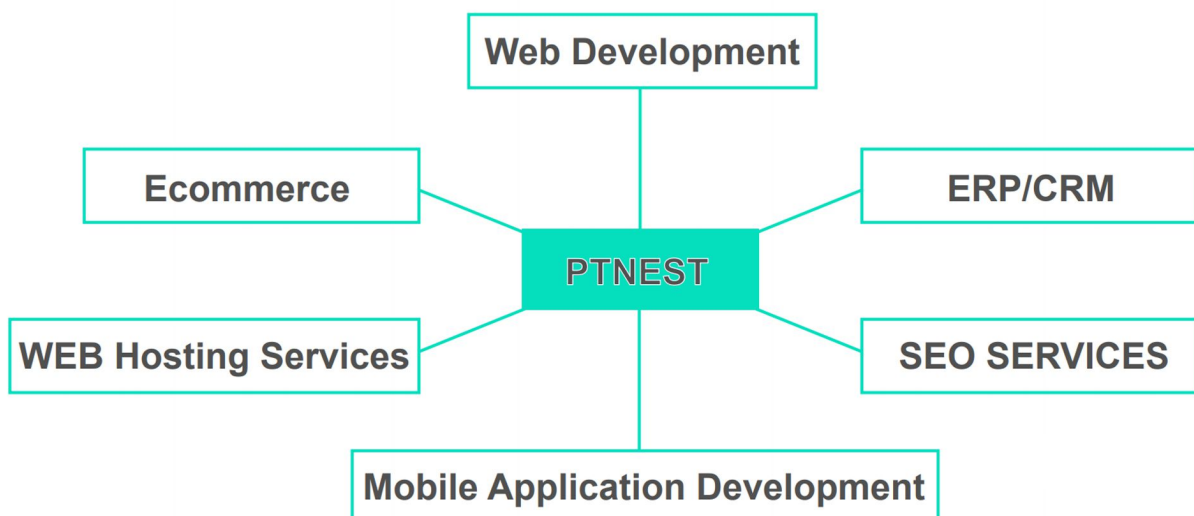 Web Development
Ecommerce
ERP/CRM
PTNEST
WEB Hosting Services
SEO SERVICES
Mobile Application Development